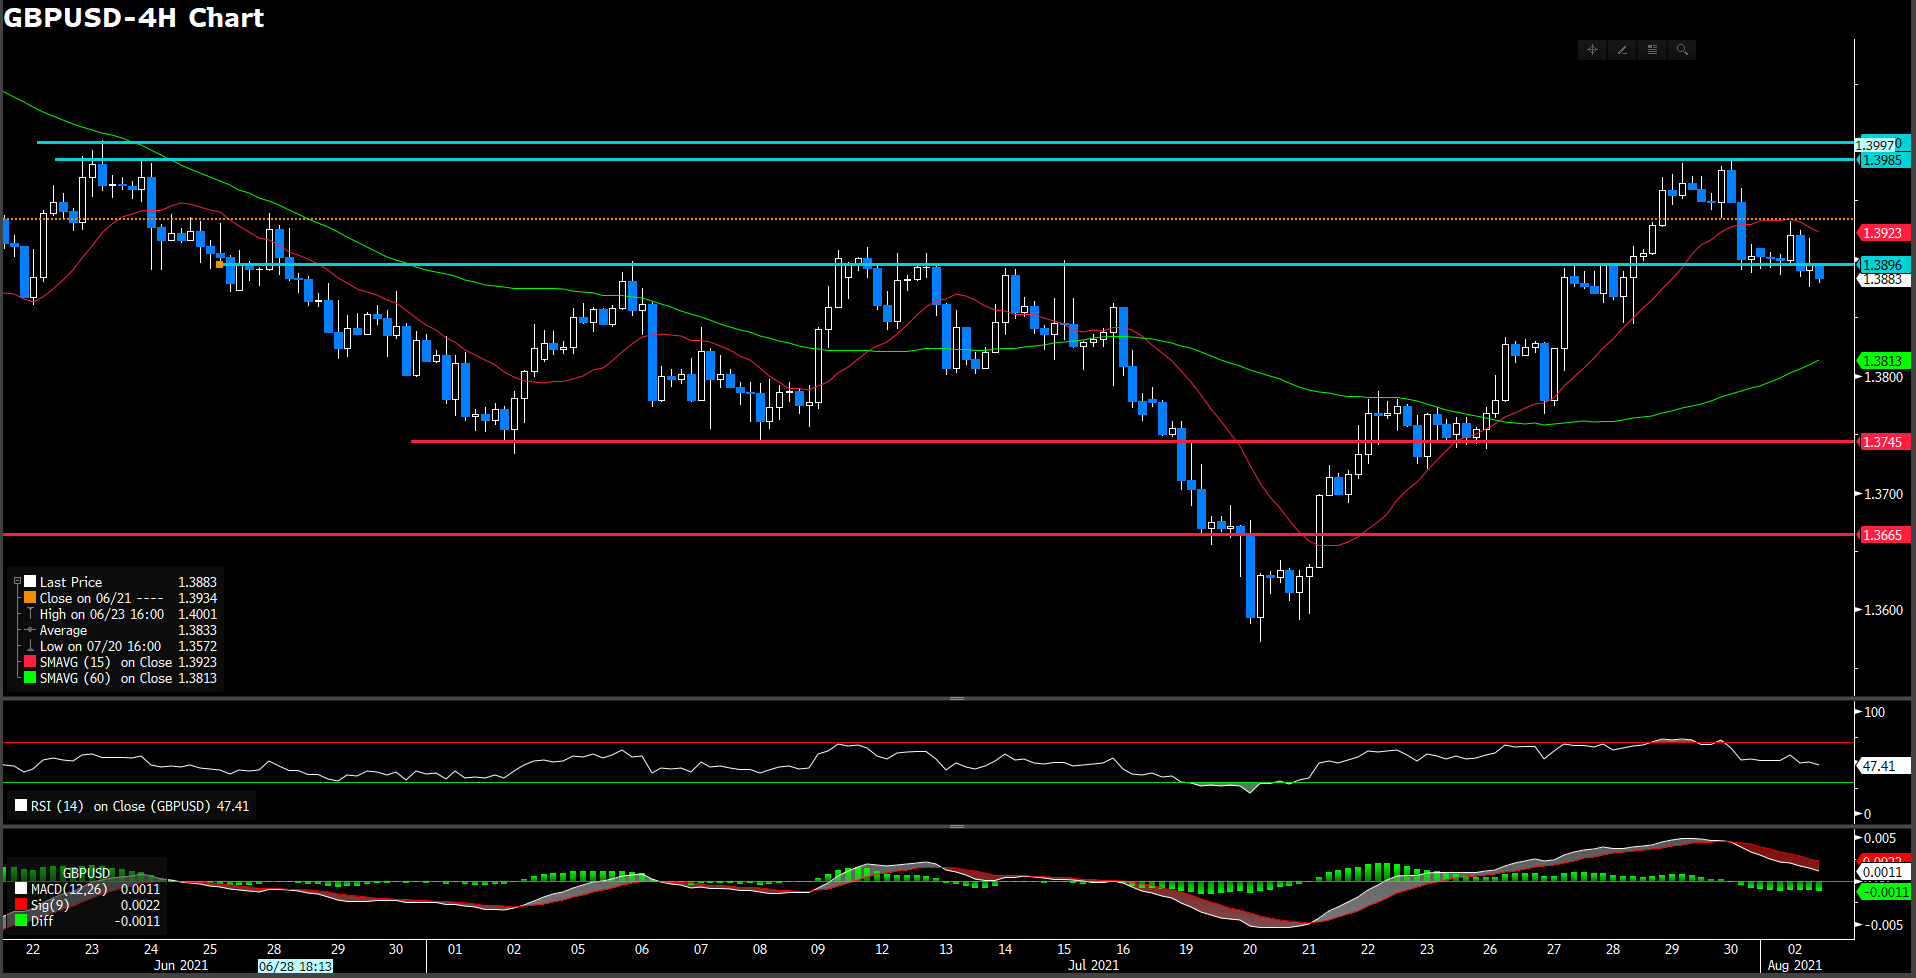 GBPUSD-4H Chart
1.3997
0
1.3985
1.3923
1.3896
1.3883
1.3813
1.3800
1.3745
1.3700
1.3665
1.3600
Last Price 1.3883
Close on 06/21 ---- 1.3934
High on 06/23 16:00 1.4001
Average 1.3833
Low on 07/20 16:00 1.3572
SMAVG (15) on Close 1.3923
SMAVG (60) on Close 1.3813
100
47.41
0
RSI (14) on Close (GBPUSD) 47.41
0.005
0.0022
0.0011
-0.0011
-0.005
GBPUSD
MACD(12,26) 0.0011
Sig(9) 0.0022
Diff -0.0011
22 23 24 25 28 29 30 01 02 05 06 07 08 09 12 13 14 15 16 19 20 21 22 23 26 27 28 29 30 02
Jun 2021 06/28 18:13 Jul 2021 Aug 2021